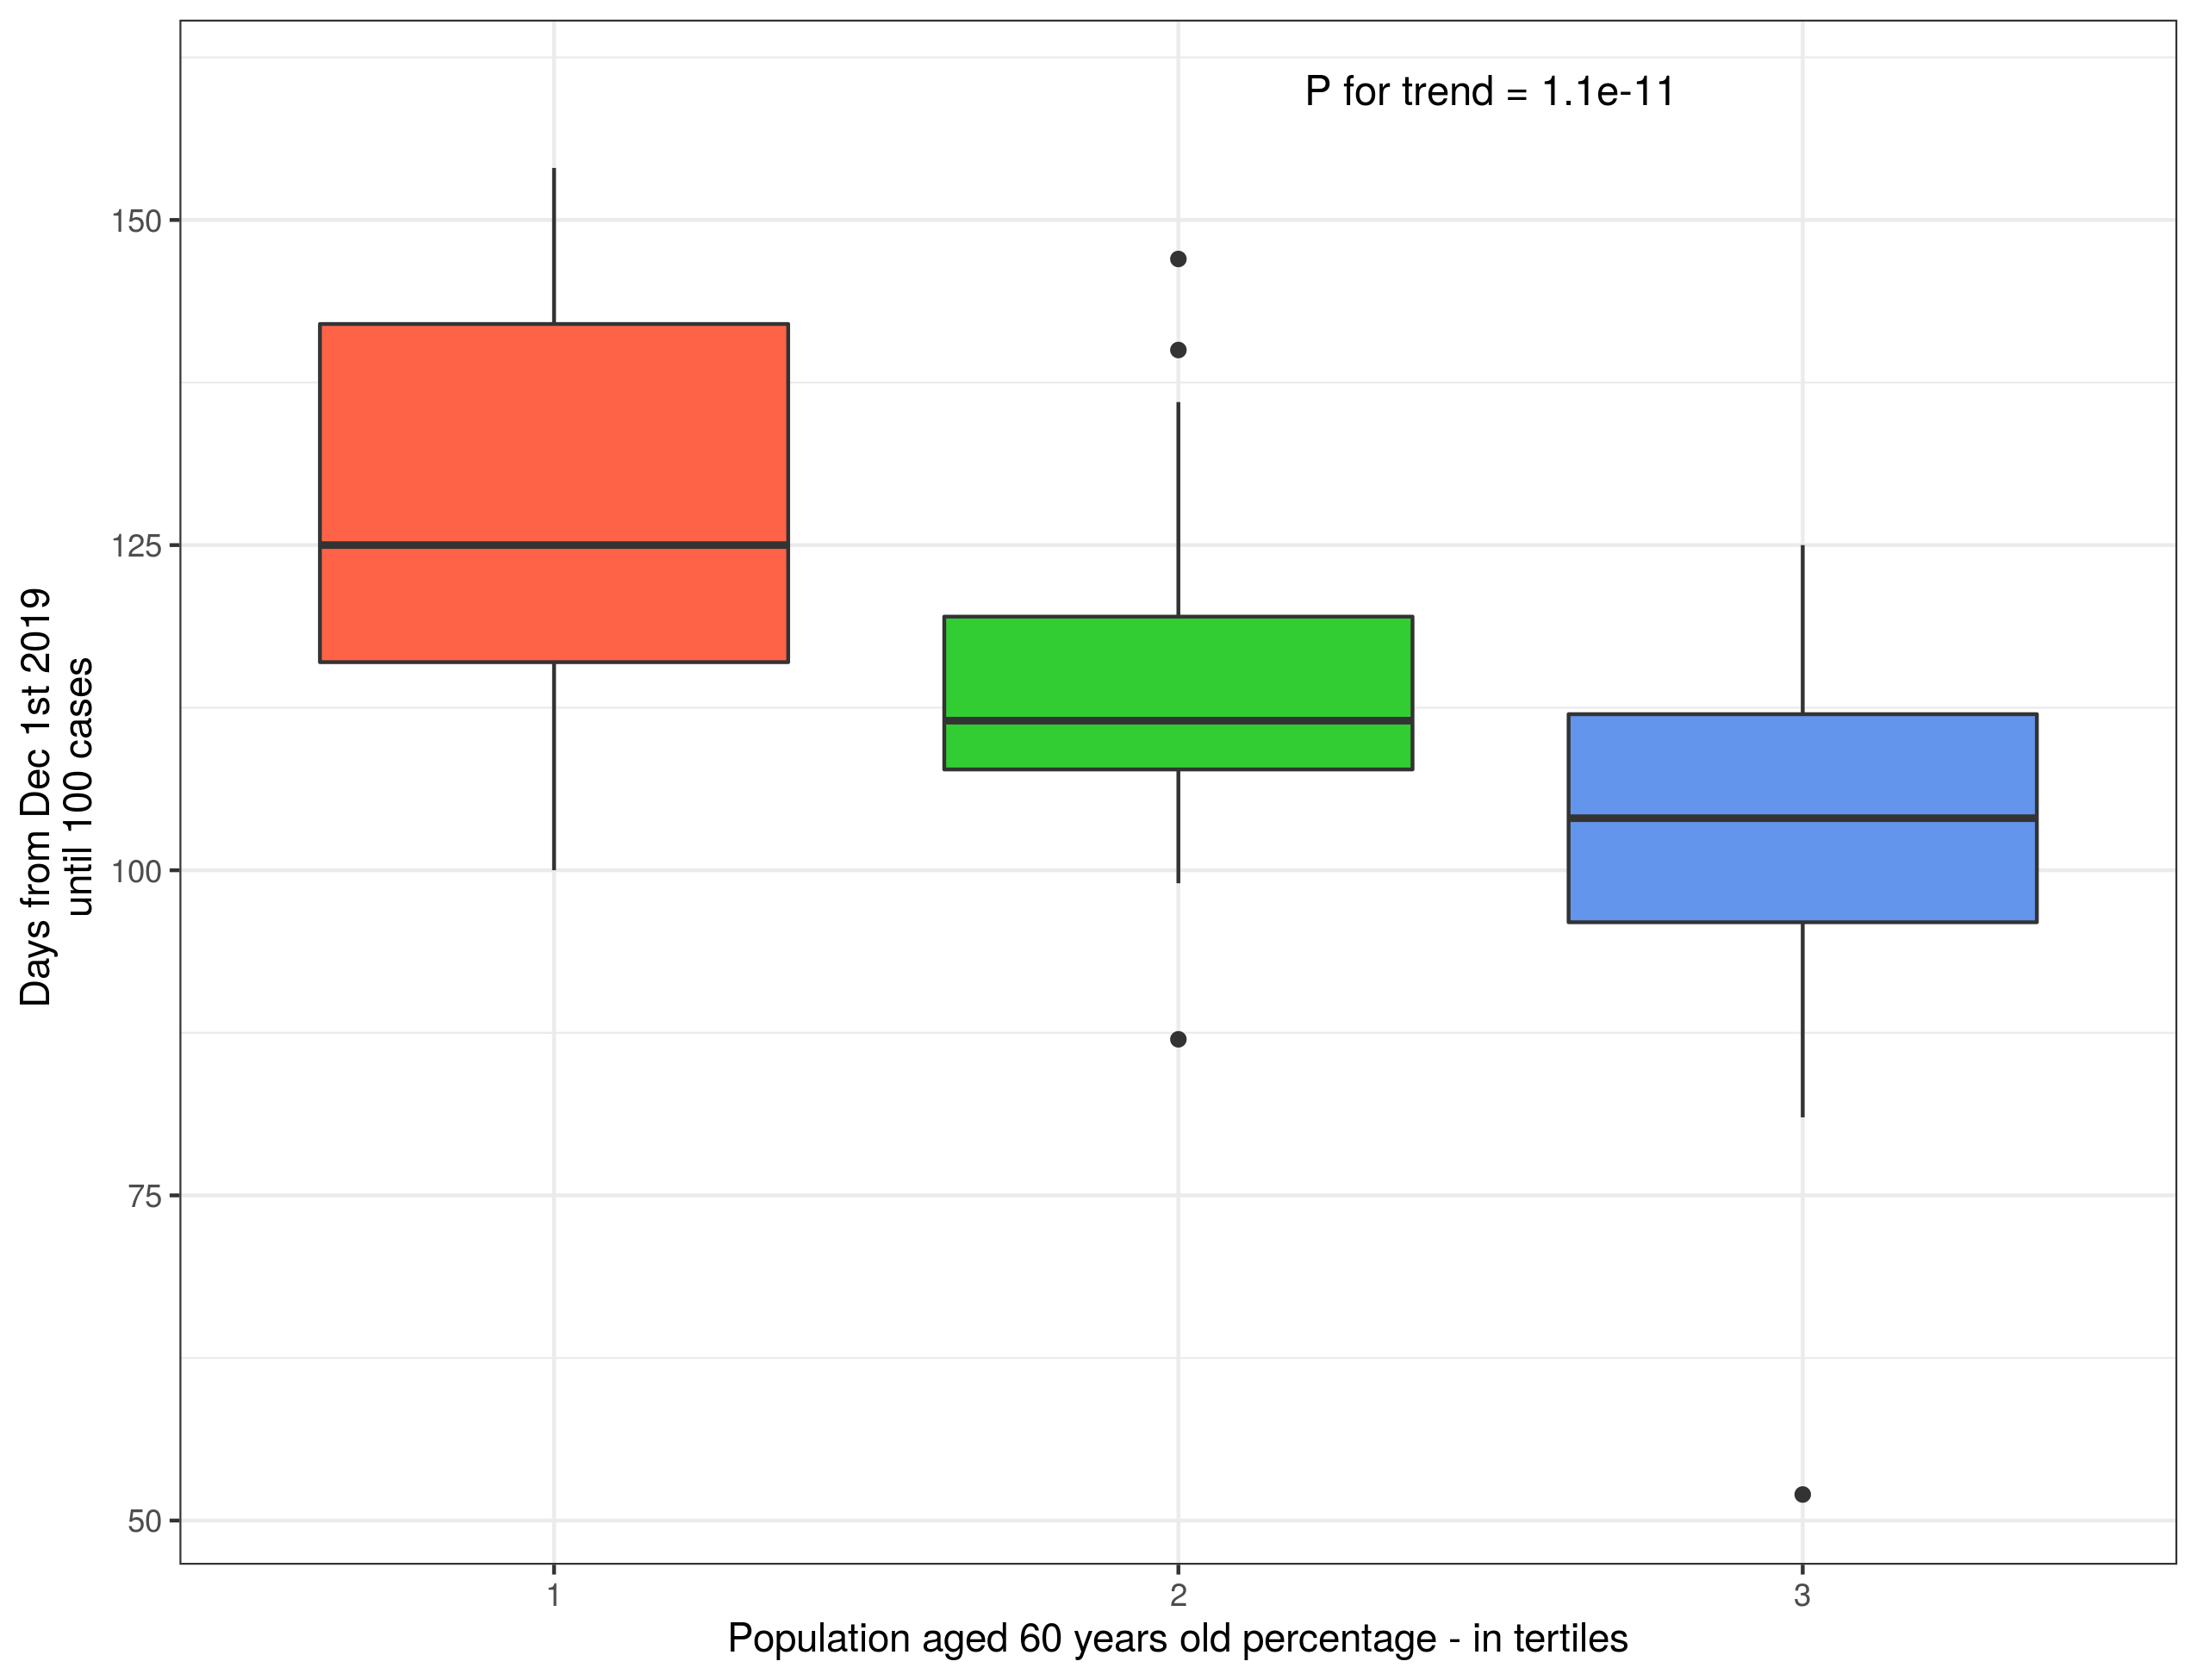 P for trend = 1.1e-11
150
125
100
75
50
Days from Dec 1st 2019
until 100 cases
1
2
3
Population aged 60 years old percentage - in tertiles